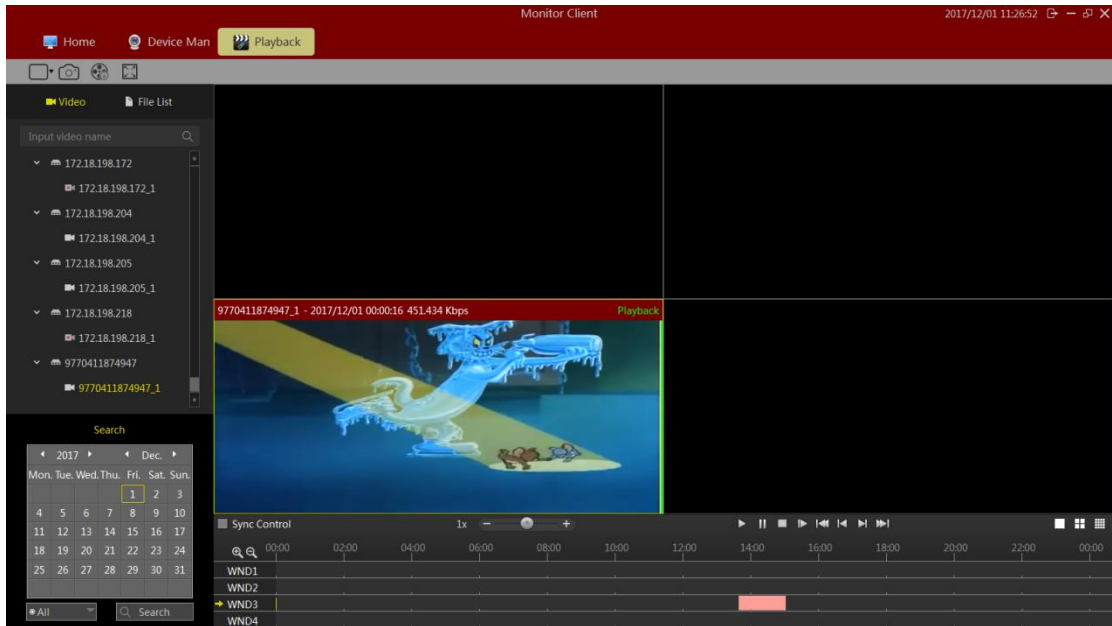 Monitor Client
2017/12/01 11:26:52
Home Device Man Playback
Video File List
Input video name
172.18.198.172
172.18.198.172_1
172.18.198.204
172.18.198.204_1
172.18.198.205
172.18.198.205_1
172.18.198.218
172.18.198.218_1
9770411874947
9770411874947_1
9770411874947_1 - 2017/12/01 00:00:16 451.434 Kbps Playback
Search
2017 Dec.
Mon. Tue. Wed. Thu. Fri. Sat. Sun.
1 2 3
4 5 6 7 8 9 10
11 12 13 14 15 16 17
18 19 20 21 22 23 24
25 26 27 28 29 30 31
All Search
Sync Control 1x
00:00 02:00 04:00 06:00 08:00 10:00 12:00 14:00 16:00 18:00 20:00 22:00 00:00
WND1
WND2
WND3
WND4